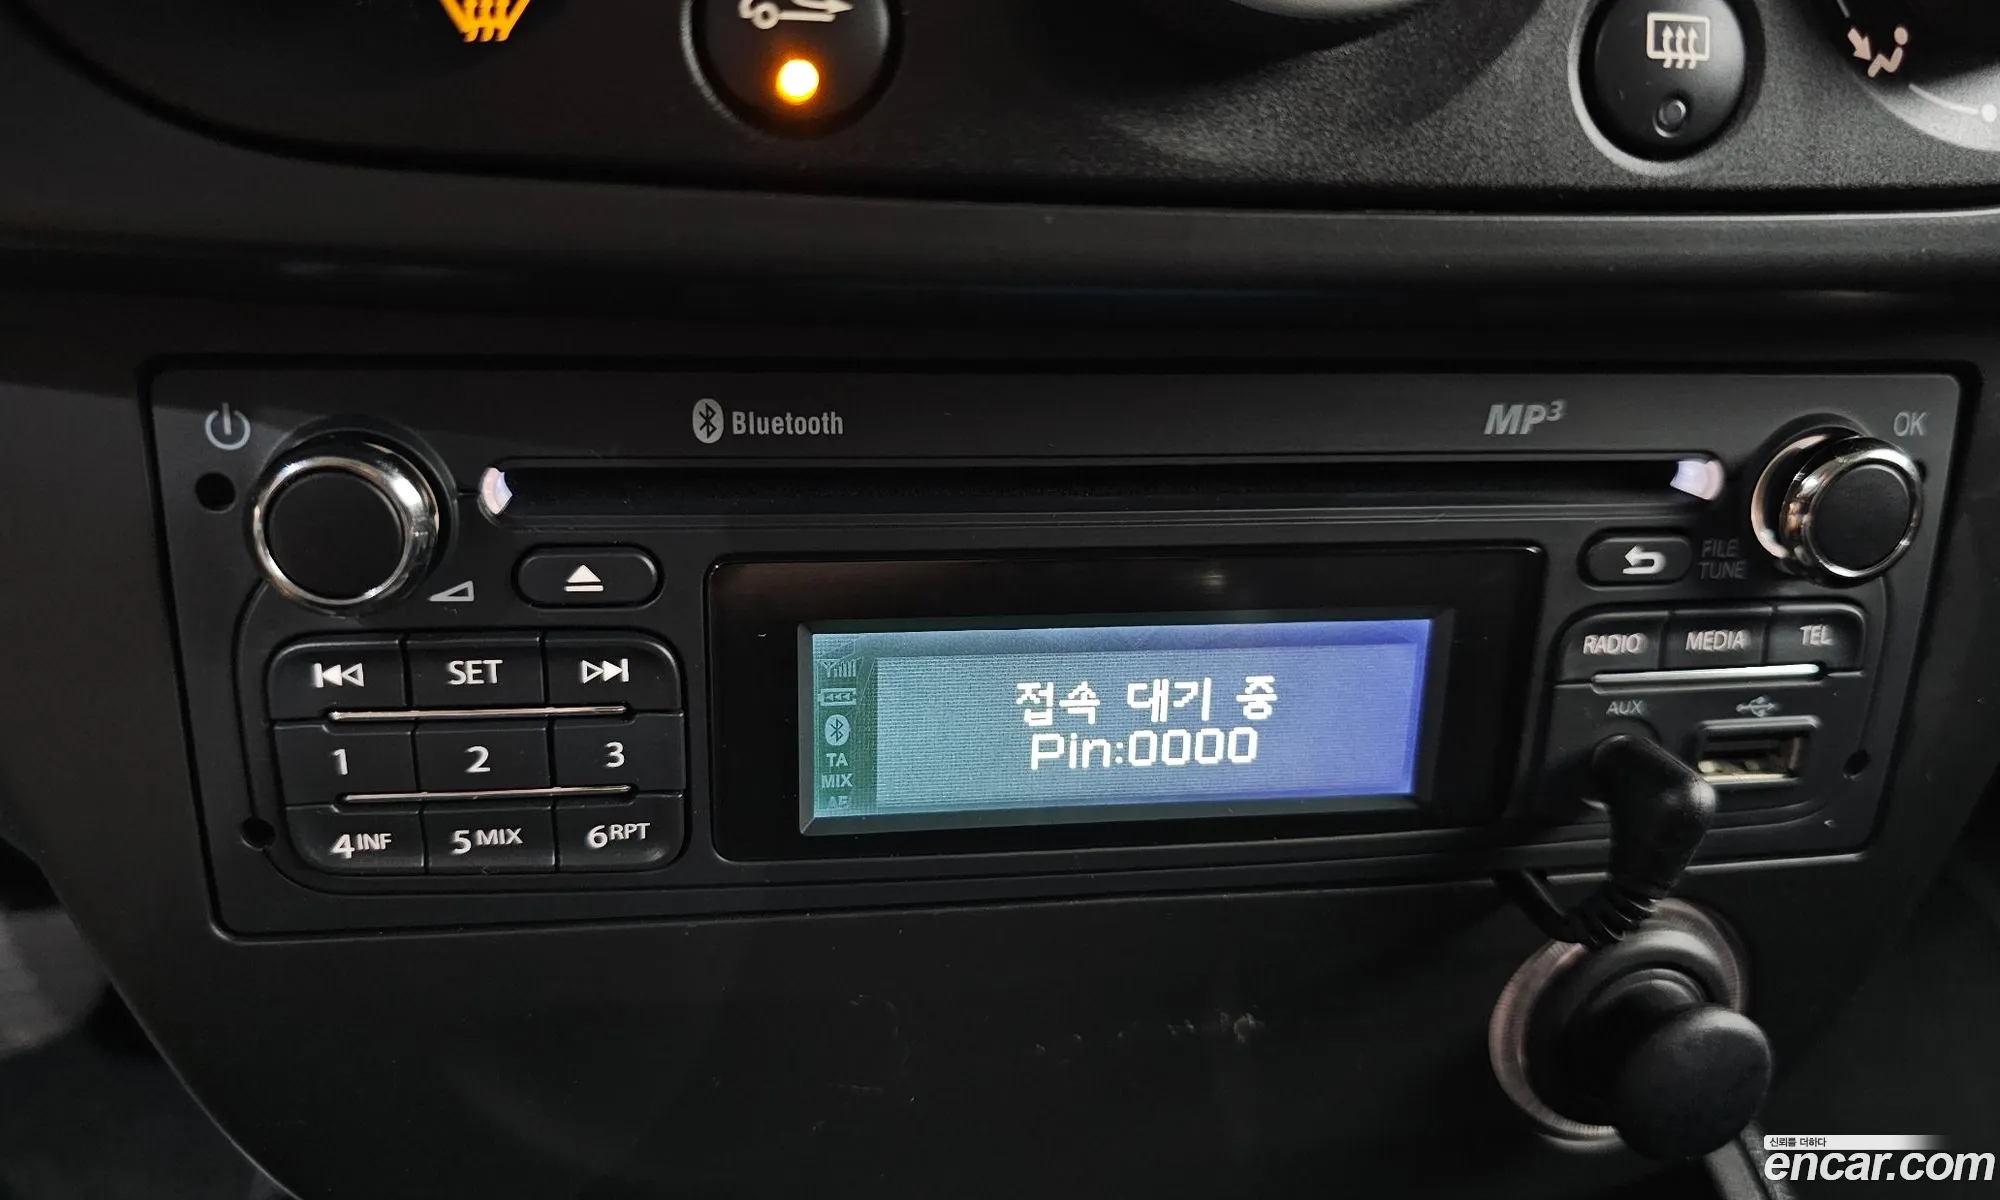 Bluetooth
MP3
OK
FILE
TUNE
SET
RADIO
MEDIA
TEL
접속 대기 중
Pin:0000
TA
MIX
AF
AUX
1
2
3
4 INF
5 MIX
6 RPT
신뢰를 더하다
encar.com